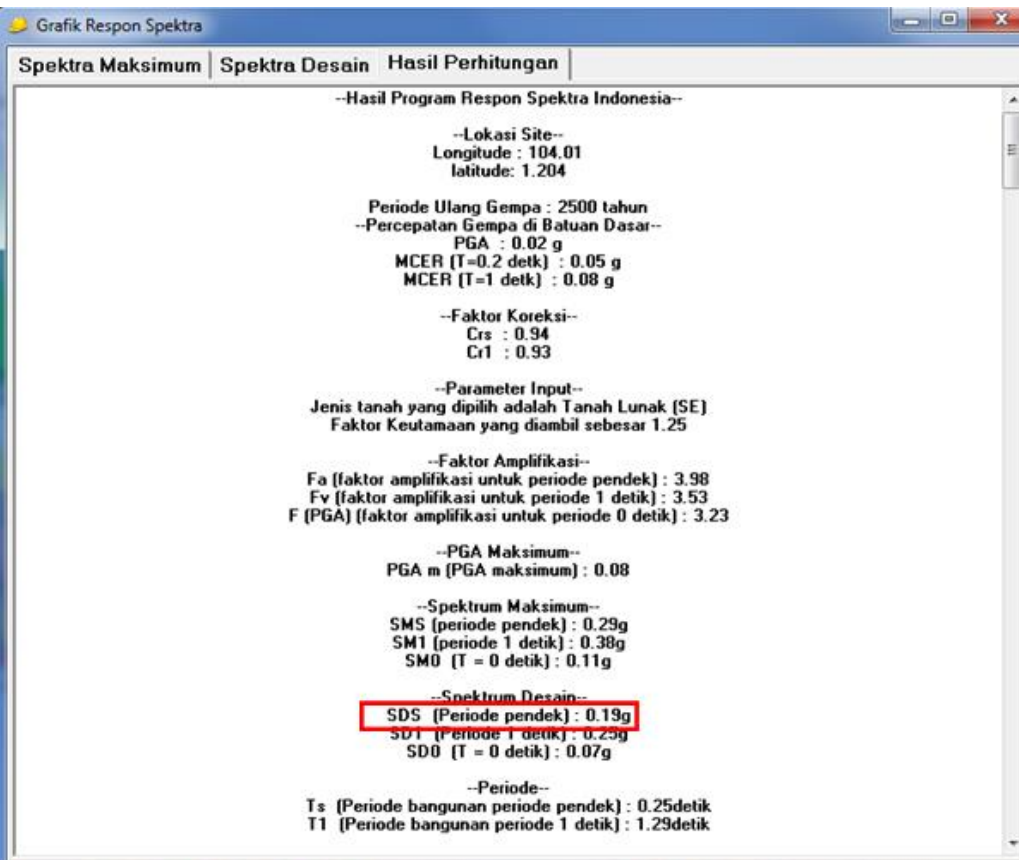 Grafik Respon Spektra
Spektra Maksimum Spektra Desain Hasil Perhitungan
--Hasil Program Respon Spektra Indonesia--
--Lokasi Site--
Longitude : 104.01
latitude: 1.204
Periode Ulang Gempa : 2500 tahun
--Percepatan Gempa di Batuan Dasar--
PGA : 0.02 g
MCER (T=0.2 detk) : 0.05 g
MCER (T=1 detk) : 0.08 g
--Faktor Koreksi--
Crs : 0.94
Cr1 : 0.93
--Parameter Input--
Jenis tanah yang dipilih adalah Tanah Lunak (SE)
Faktor Keutamaan yang diambil sebesar 1.25
--Faktor Amplifikasi--
Fa (faktor amplifikasi untuk periode pendek) : 3.98
Fv (faktor amplifikasi untuk periode 1 detik) : 3.53
F (PGA) (faktor amplifikasi untuk periode 0 detik) : 3.23
--PGA Maksimum--
PGA m (PGA maksimum) : 0.08
--Spektrum Maksimum--
SMS (periode pendek) : 0.29g
SM1 (periode 1 detik) : 0.38g
SM0 (T = 0 detik) : 0.11g
--Spektrum Desain--
SDS (Periode pendek) : 0.19g
SD1 (Periode 1 detik) : 0.25g
SD0 (T = 0 detik) : 0.07g
--Periode--
Ts (Periode bangunan periode pendek) : 0.25detik
T1 (Periode bangunan periode 1 detik) : 1.29detik